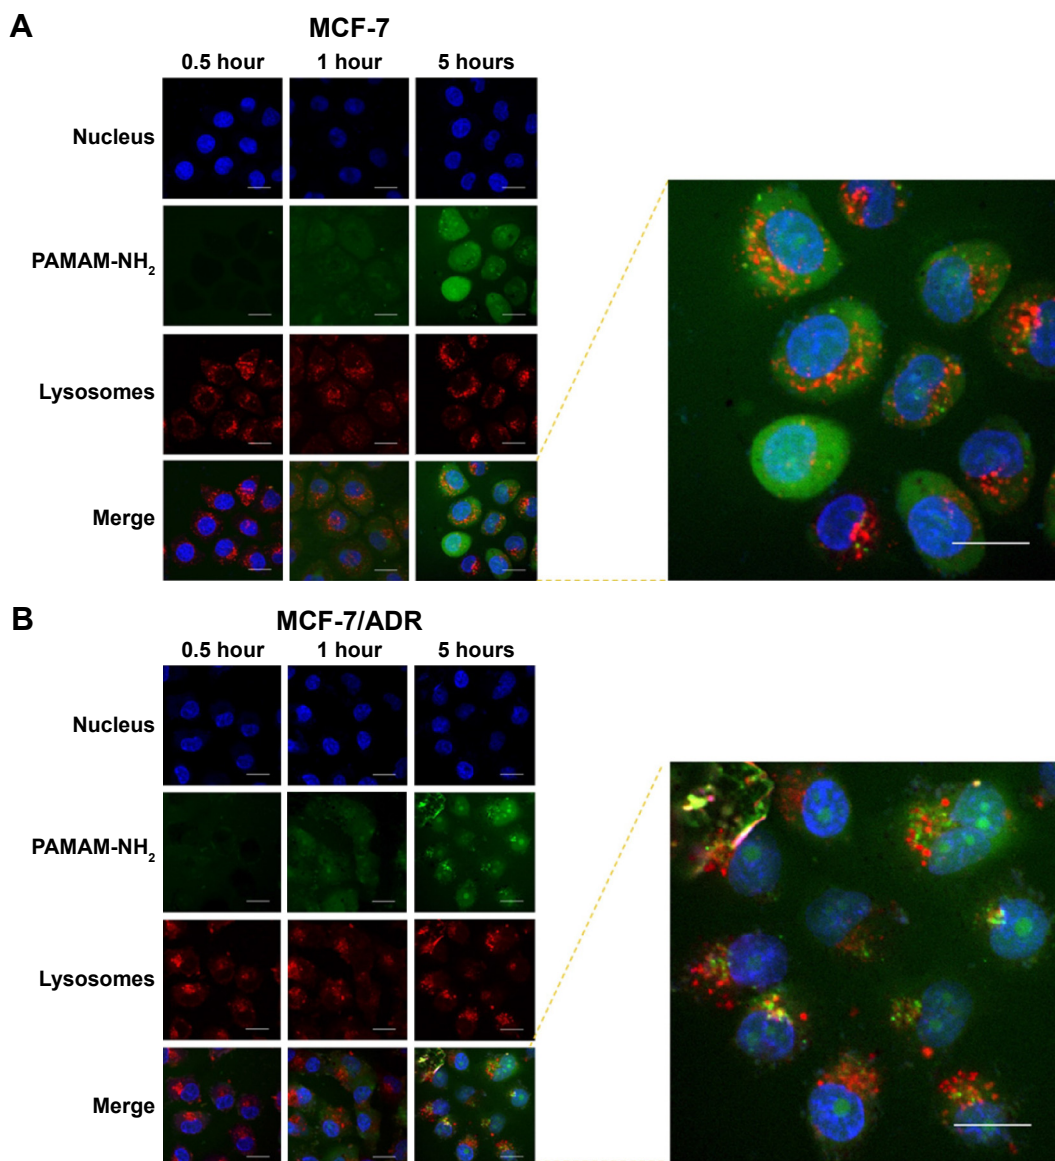 A
MCF-7
0.5 hour 1 hour 5 hours
Nucleus
PAMAM-NH₂
Lysosomes
Merge
B
MCF-7/ADR
0.5 hour 1 hour 5 hours
Nucleus
PAMAM-NH₂
Lysosomes
Merge